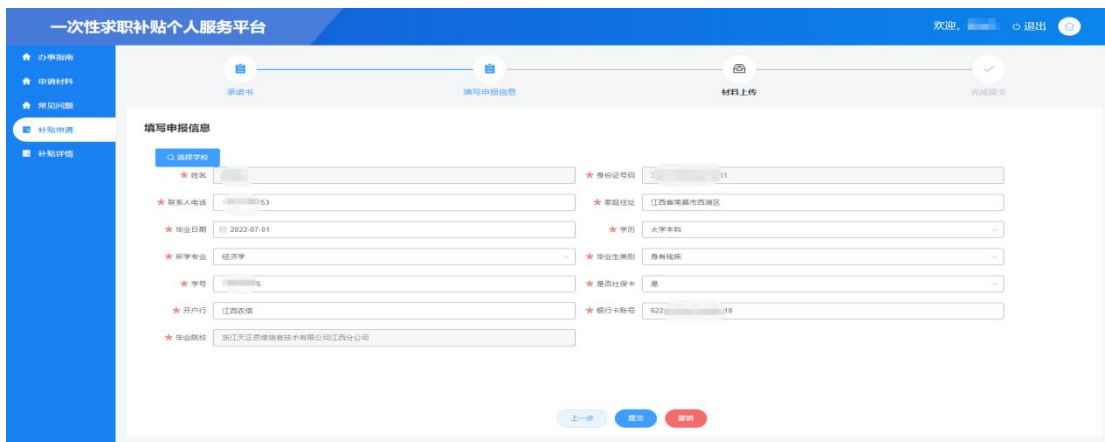 一次性求职补贴个人服务平台
欢迎, 退出
办事指南
申请材料
常见问题
补贴申请
补贴详情
承诺书
填写申报信息
材料上传
完成提交
填写申报信息
选择学校
* 姓名
* 身份证号码
* 联系人电话 53
* 家庭住址 江西省南昌市西湖区
* 毕业日期 2022-07-01
* 学历 大学本科
* 所学专业 经济学
* 毕业生类别 身有残疾
* 学号
* 是否社保卡 是
* 开户行 江西农信
* 银行卡账号 622 18
* 毕业院校 浙江天正思维信息技术有限公司江西分公司
上一步
提交
撤销